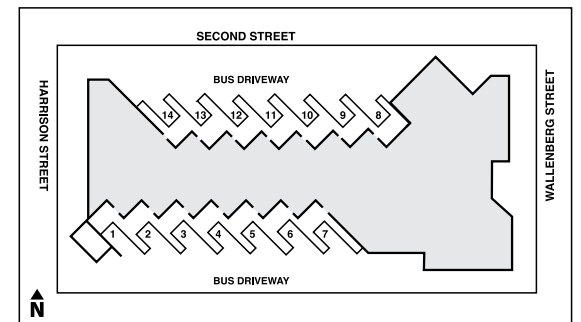 SECOND STREET
BUS DRIVEWAY
HARRISON STREET
WALLENBERG STREET
14 13 12 11 10 9 8
1 2 3 4 5 6 7
BUS DRIVEWAY
N